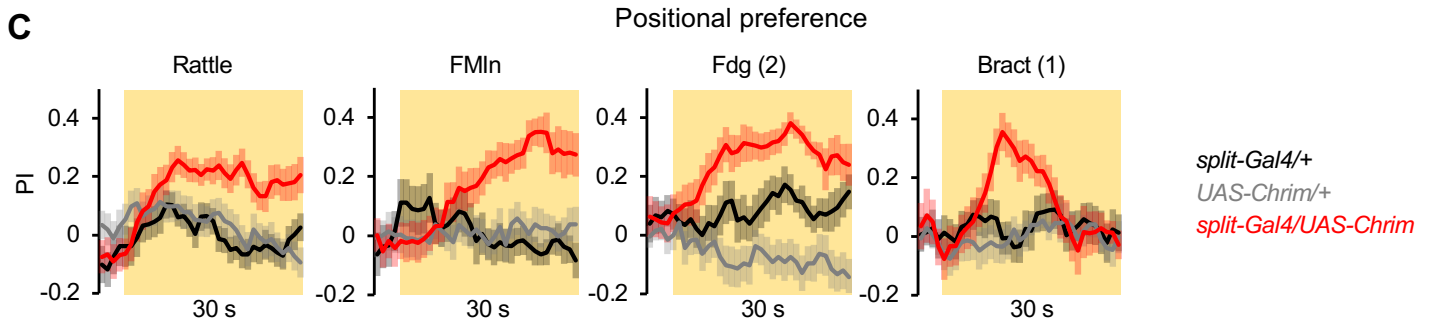 C
Positional preference
Rattle
FMIn
Fdg (2)
Bract (1)
PI
0.4
0.2
0
-0.2
30 s
0.4
0.2
0
-0.2
30 s
0.4
0.2
0
-0.2
30 s
0.4
0.2
0
-0.2
30 s
split-Gal4/+
UAS-Chrim/+
split-Gal4/UAS-Chrim